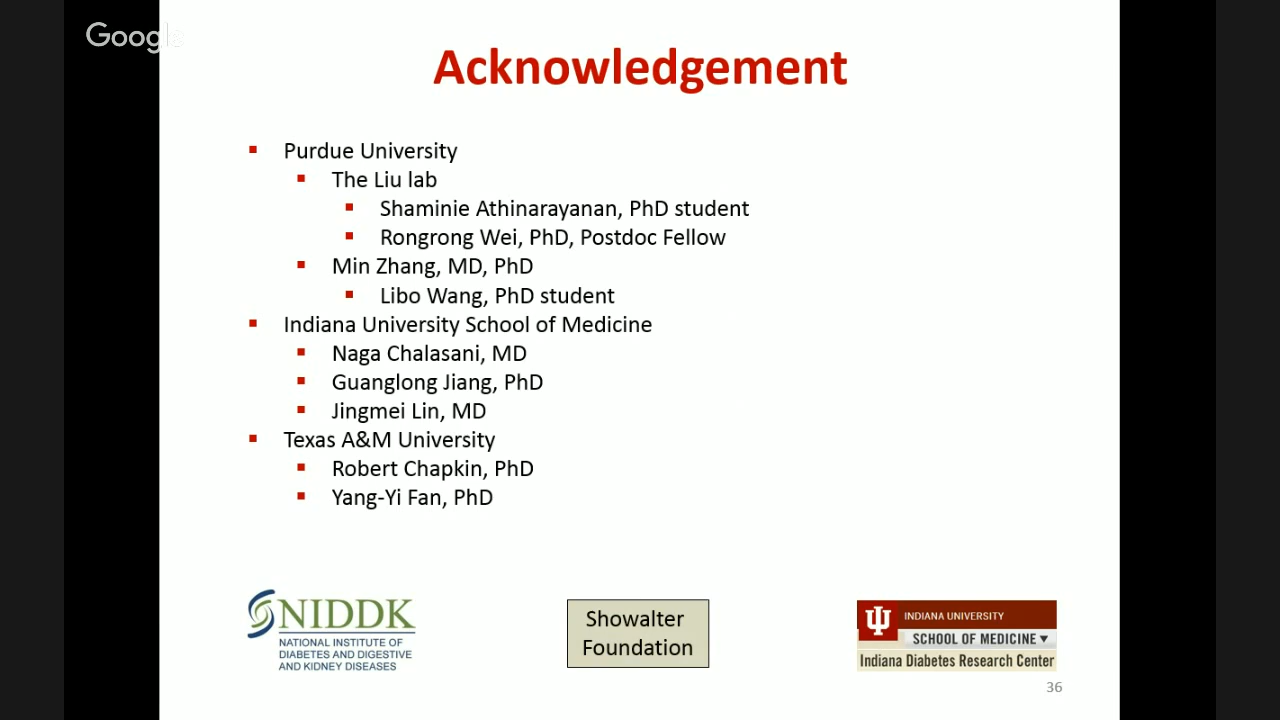 Google
Acknowledgement
Purdue University
The Liu lab
Shaminie Athinarayanan, PhD student
Rongrong Wei, PhD, Postdoc Fellow
Min Zhang, MD, PhD
Libo Wang, PhD student
Indiana University School of Medicine
Naga Chalasani, MD
Guanglong Jiang, PhD
Jingmei Lin, MD
Texas A&M University
Robert Chapkin, PhD
Yang-Yi Fan, PhD
NIDDK
NATIONAL INSTITUTE OF
DIABETES AND DIGESTIVE
AND KIDNEY DISEASES
Showalter
Foundation
INDIANA UNIVERSITY
SCHOOL OF MEDICINE
Indiana Diabetes Research Center
36